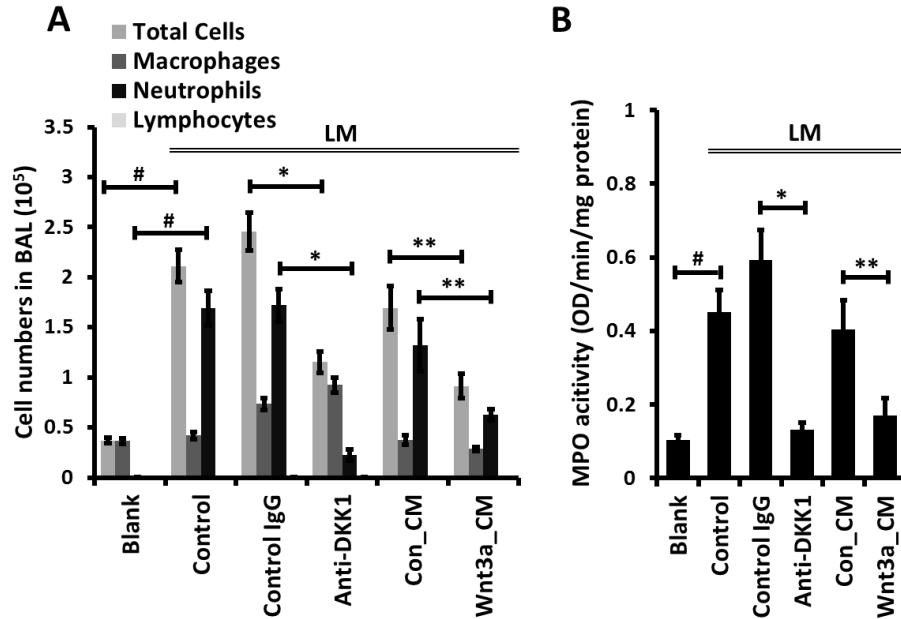 A
Total Cells
Macrophages
Neutrophils
Lymphocytes
Cell numbers in BAL (10⁵)
3.5
3
2.5
2
1.5
1
0.5
0
LM
#
#
*
*
**
**
Blank
Control
Control IgG
Anti-DKK1
Con_CM
Wnt3a_CM
B
MPO acitivity (OD/min/mg protein)
1
0.8
0.6
0.4
0.2
0
LM
#
*
**
Blank
Control
Control IgG
Anti-DKK1
Con_CM
Wnt3a_CM